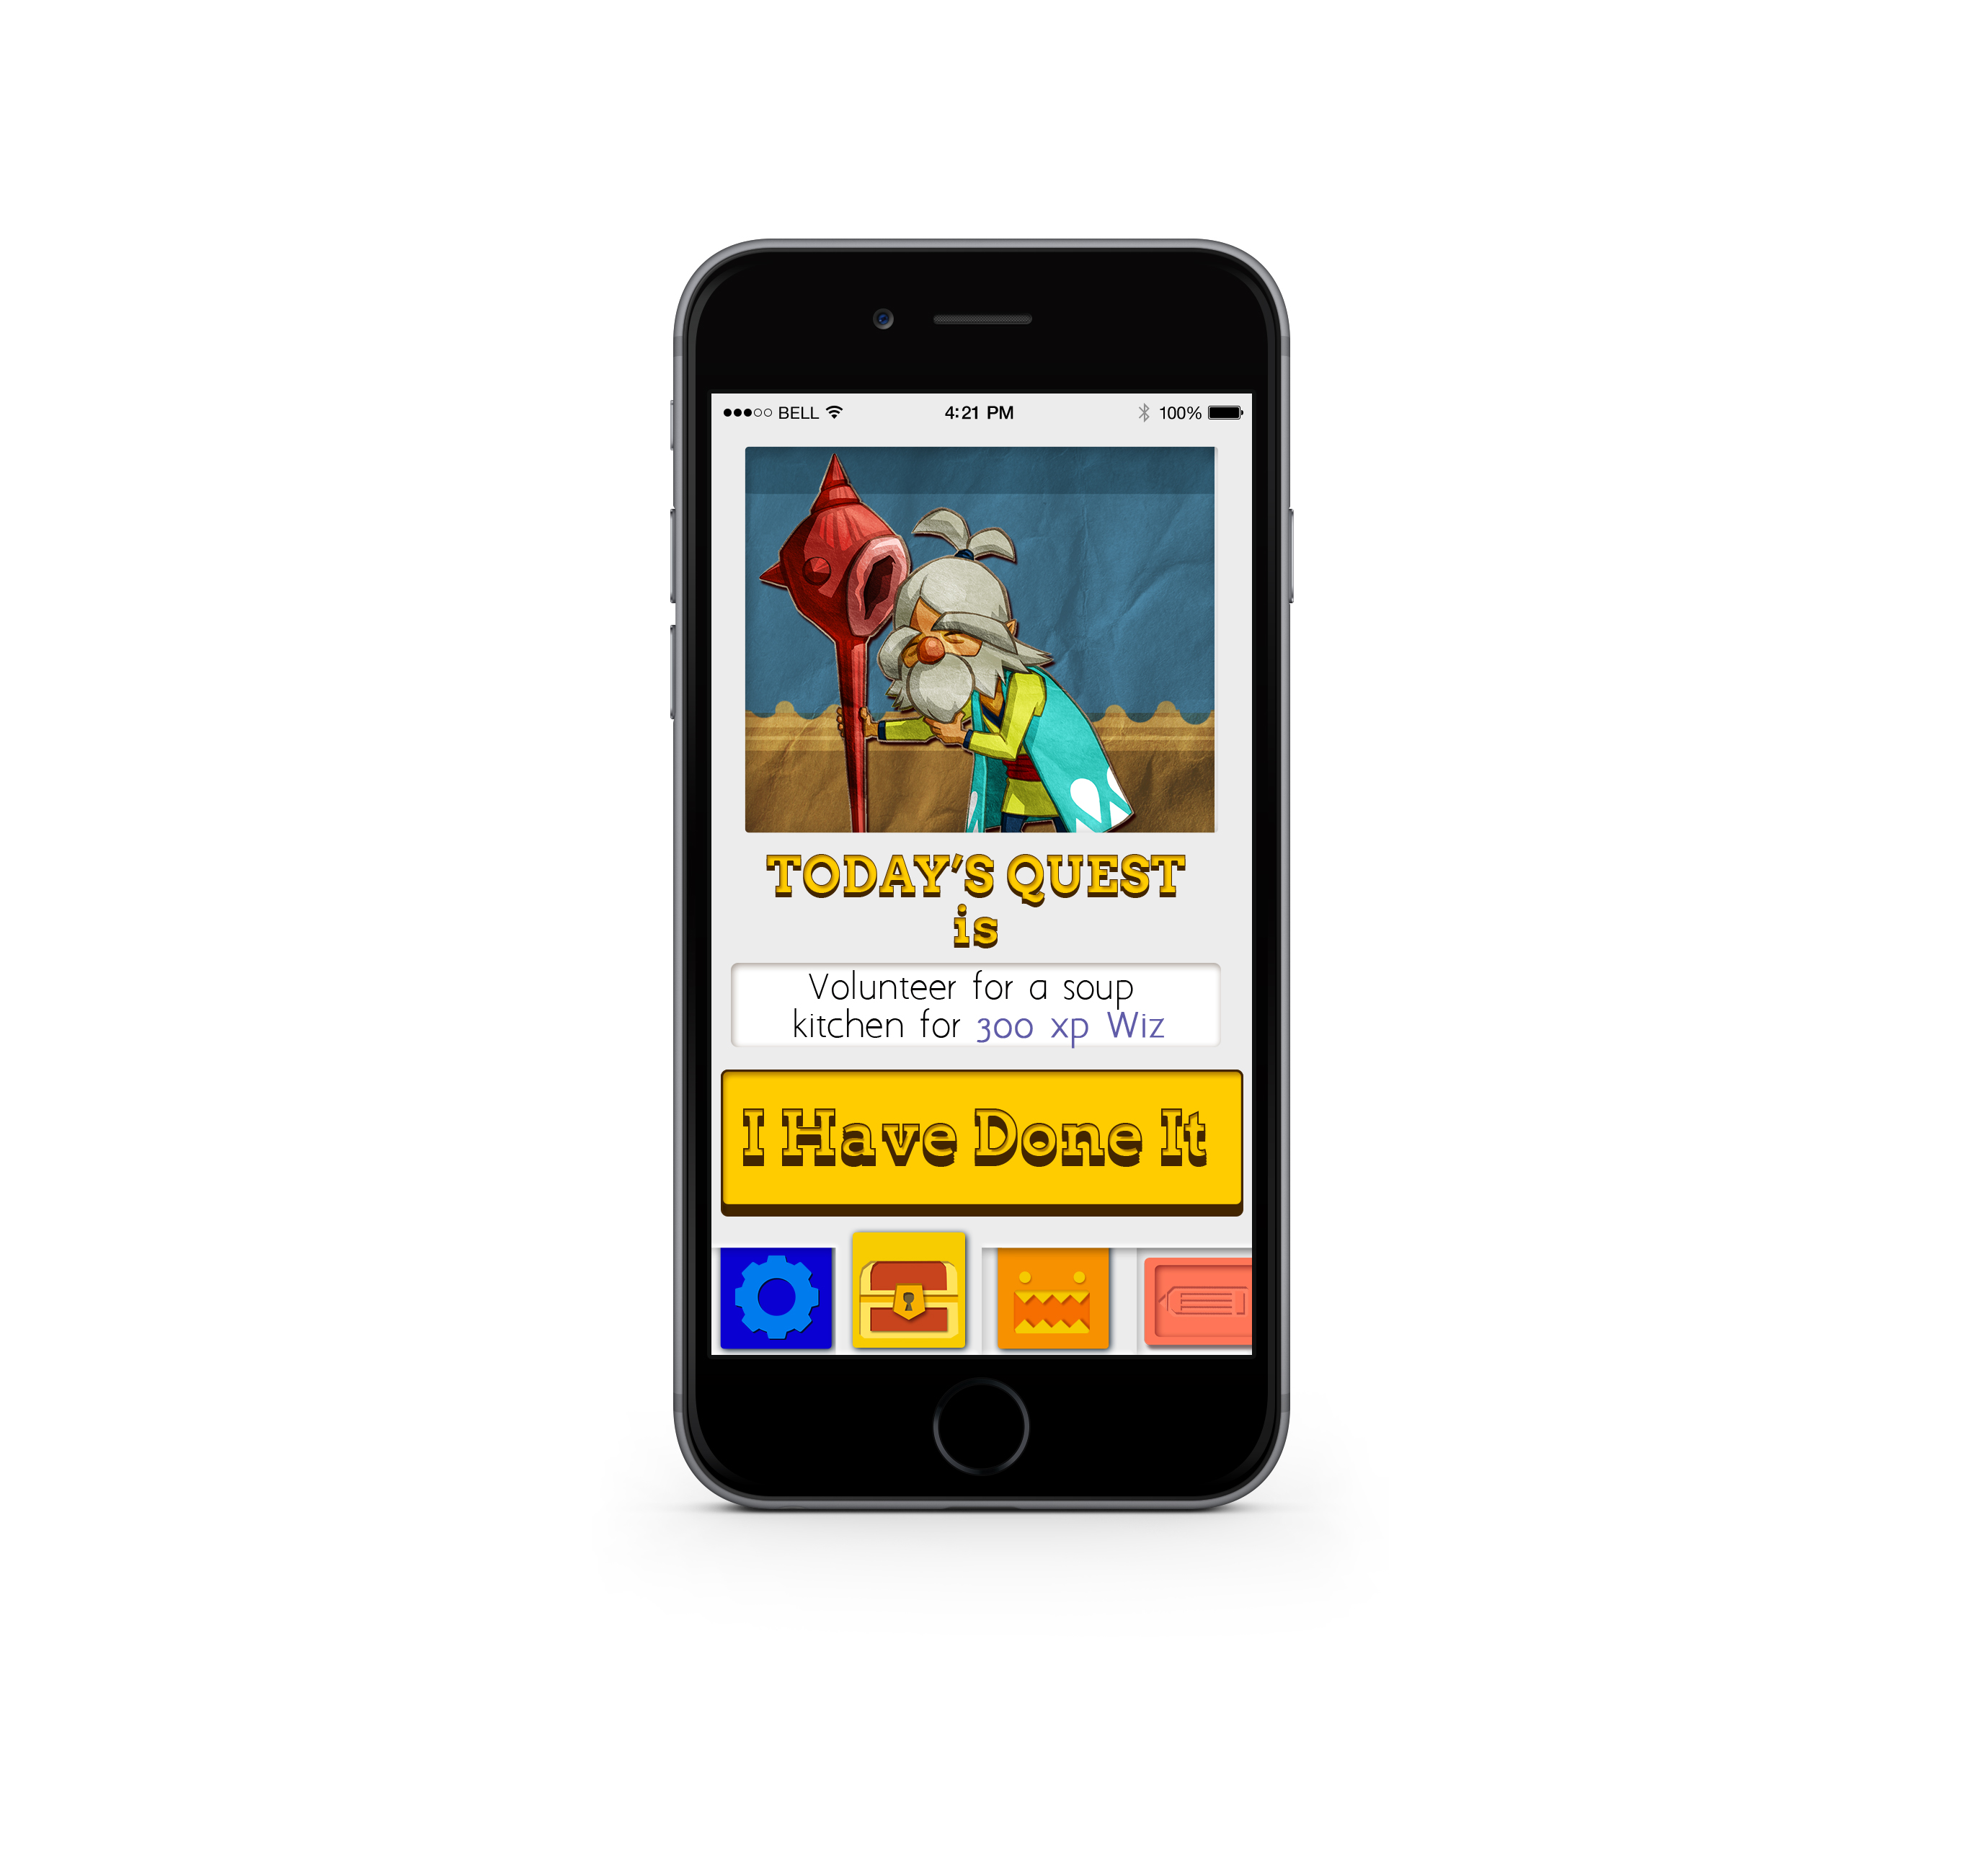 BELL 4:21 PM 100%
TODAY'S QUEST
is
Volunteer for a soup
kitchen for 300 xp Wiz
I Have Done It